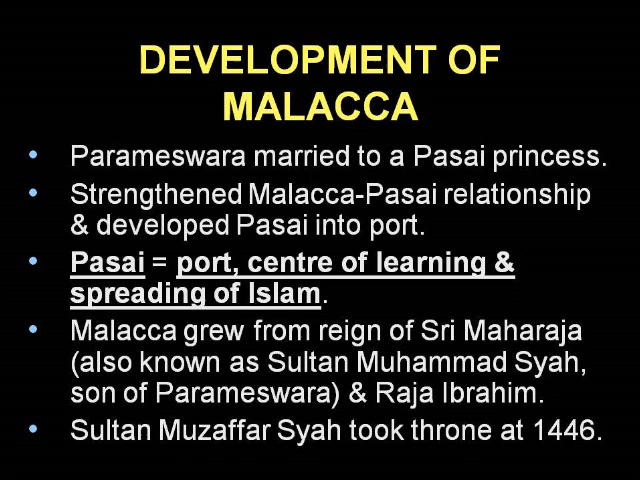 DEVELOPMENT OF
MALACCA
• Parameswara married to a Pasai princess.
• Strengthened Malacca-Pasai relationship
& developed Pasai into port.
• Pasai = port, centre of learning &
spreading of Islam.
• Malacca grew from reign of Sri Maharaja
(also known as Sultan Muhammad Syah,
son of Parameswara) & Raja Ibrahim.
• Sultan Muzaffar Syah took throne at 1446.